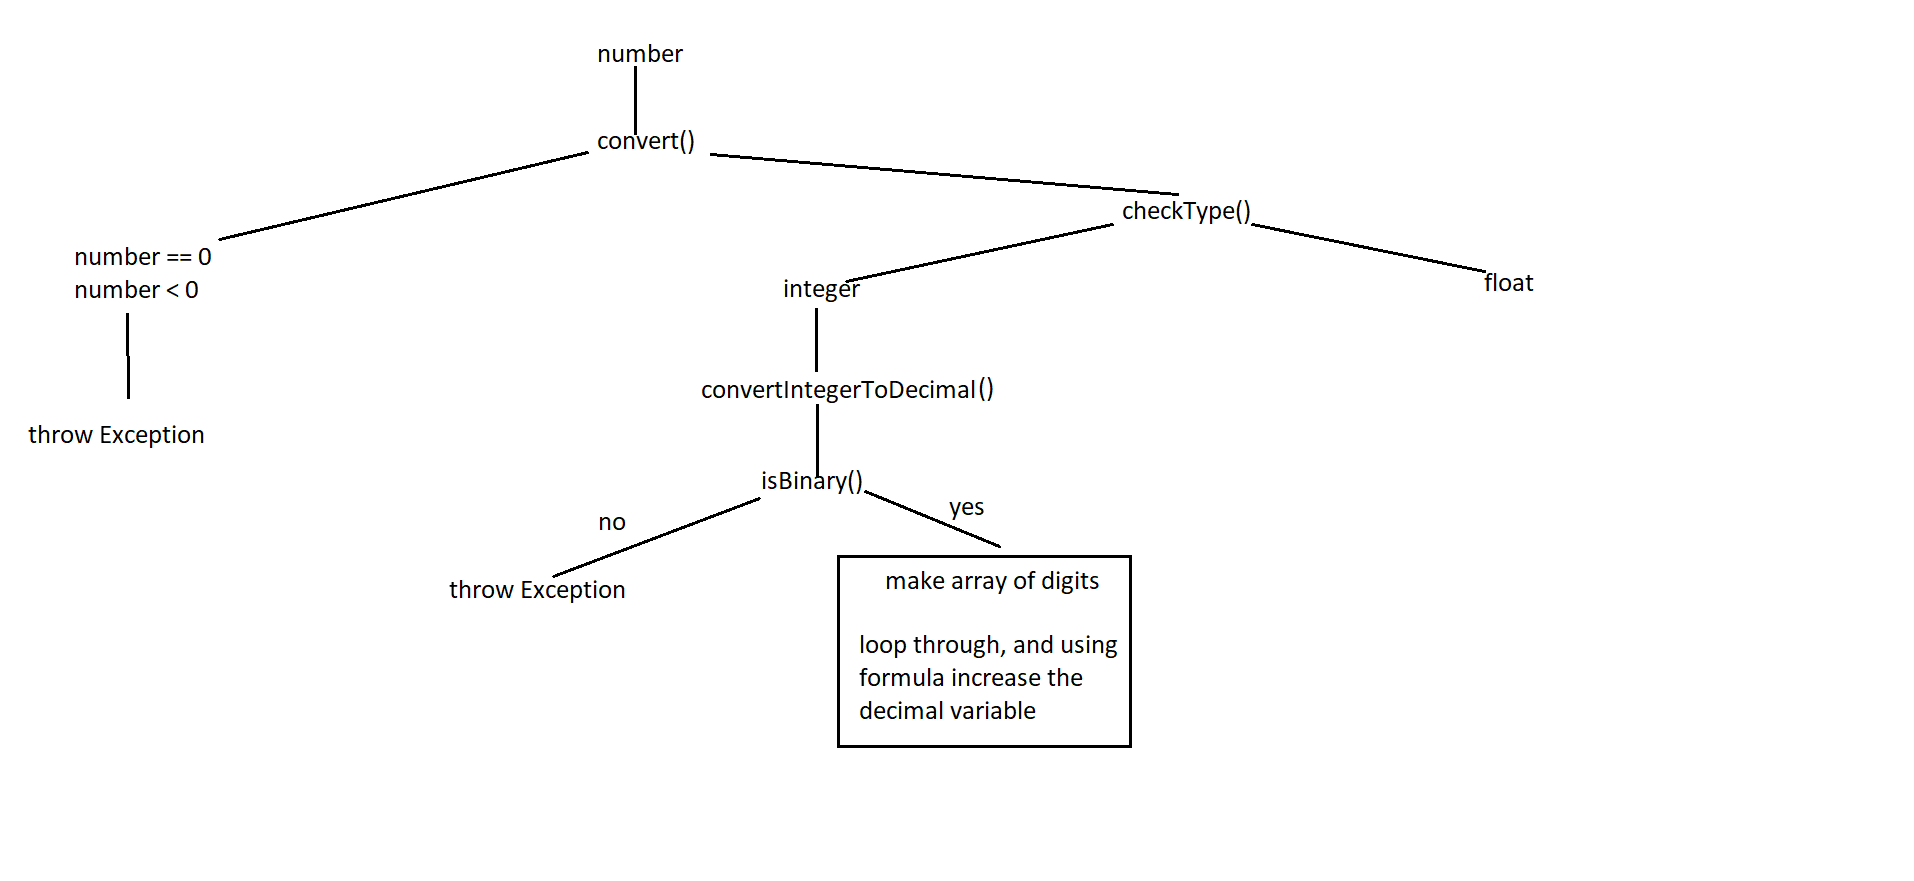 number
convert()
checkType()
number == 0
number < 0
integer
float
convertIntegerToDecimal()
throw Exception
isBinary()
no
yes
throw Exception
make array of digits
loop through, and using
formula increase the
decimal variable